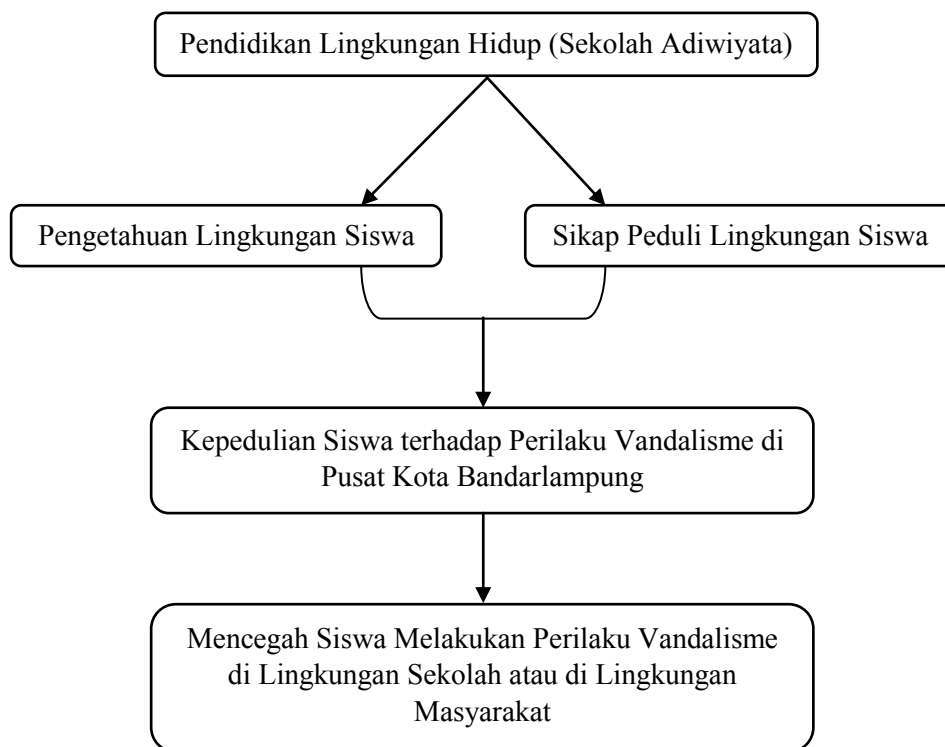 Pendidikan Lingkungan Hidup (Sekolah Adiwiyata)
Pengetahuan Lingkungan Siswa
Sikap Peduli Lingkungan Siswa
Kepedulian Siswa terhadap Perilaku Vandalisme di
Pusat Kota Bandarlampung
Mencegah Siswa Melakukan Perilaku Vandalisme
di Lingkungan Sekolah atau di Lingkungan
Masyarakat